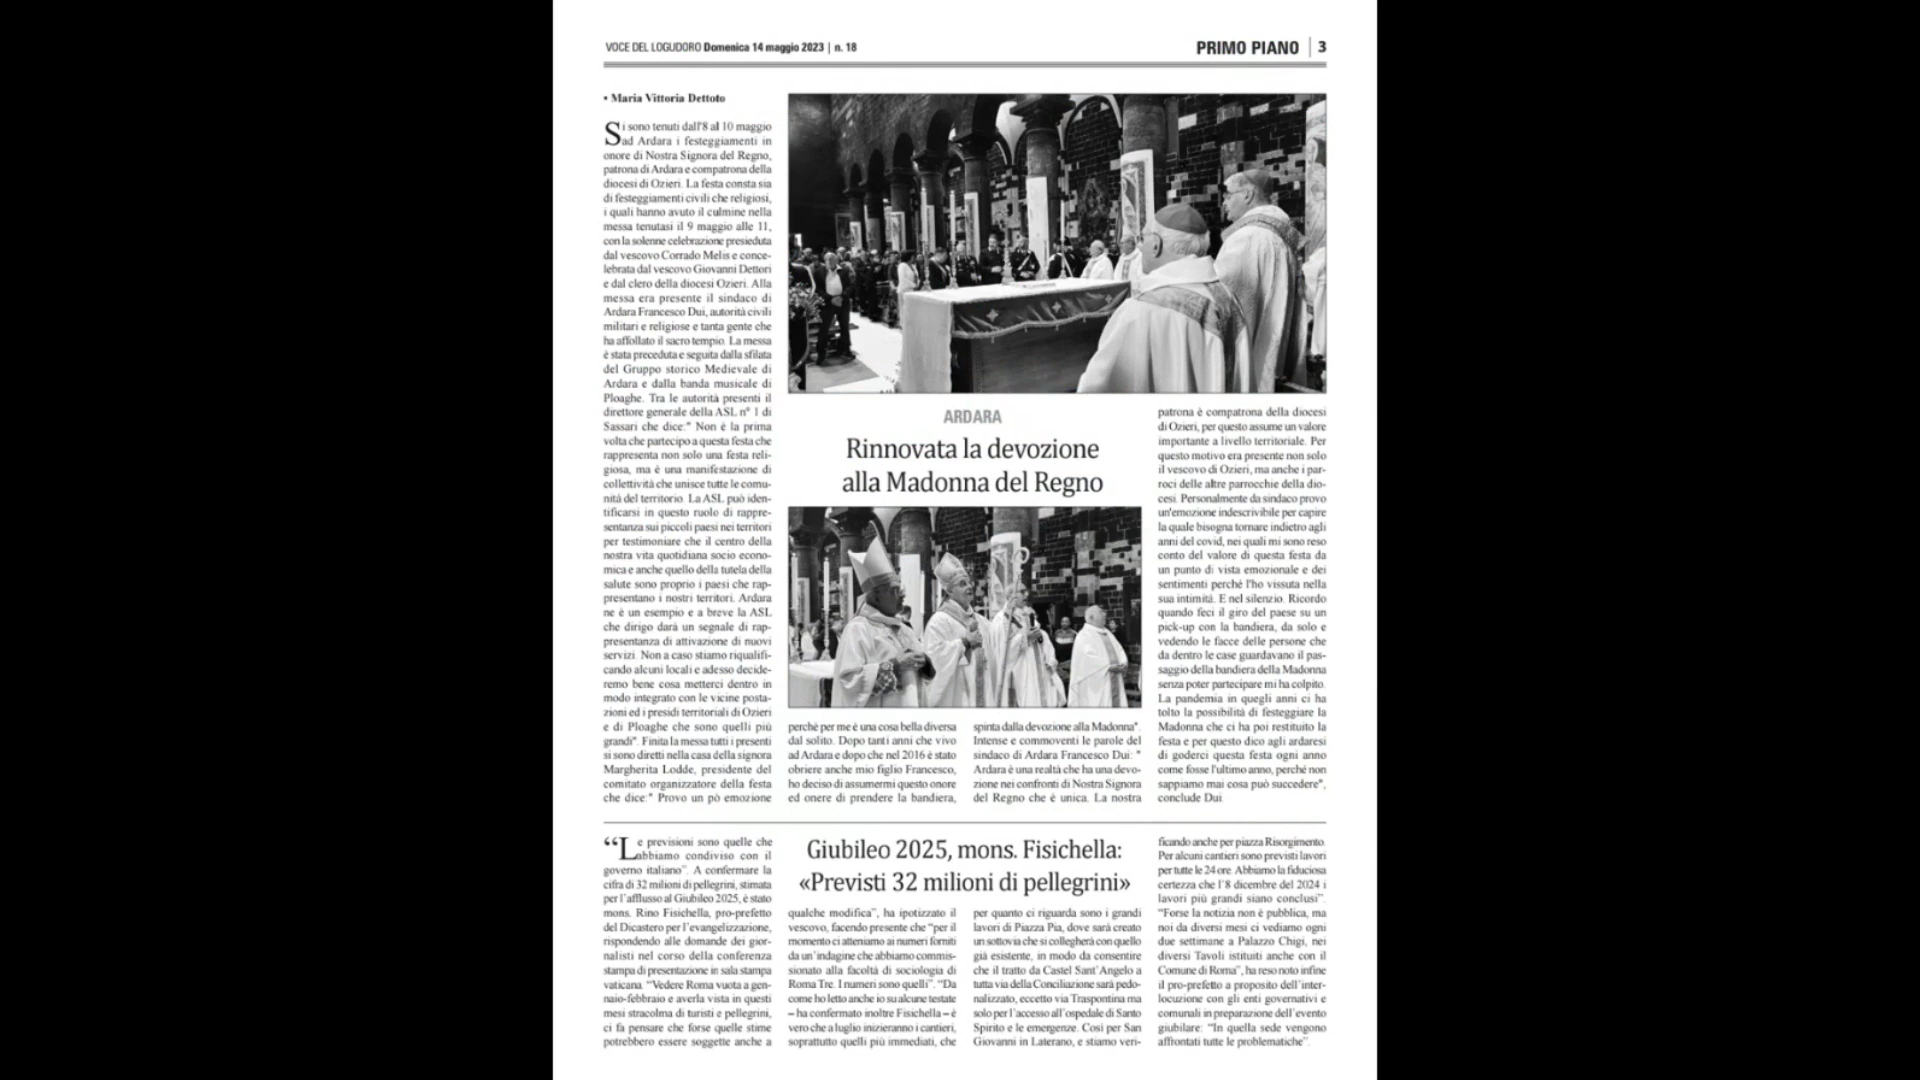 VOCE DEL LOGUDORO Domenica 14 maggio 2023 | n. 18
PRIMO PIANO | 3
• Maria Vittoria Dettoto
Si sono tenuti dall'8 al 10 maggio
ad Ardara i festeggiamenti in
onore di Nostra Signora del Regno,
patrona di Ardara e compatrona della
diocesi di Ozieri. La festa consta sia
di festeggiamenti civili che religiosi,
i quali hanno avuto il culmine nella
messa tenutasi il 9 maggio alle 11,
con la solenne celebrazione presieduta
dal vescovo Corrado Melis e conce-
lebrata dal vescovo Giovanni Dettori
e dal clero della diocesi Ozieri. Alla
messa era presente il sindaco di
Ardara Francesco Dui, autorità civili
militari e religiose e tanta gente che
ha affollato il sacro tempio. La messa
è stata preceduta e seguita dalla sfilata
del Gruppo storico Medievale di
Ardara e dalla banda musicale di
Ploaghe. Tra le autorità presenti il
direttore generale della ASL n° 1 di
Sassari che dice:" Non è la prima
volta che partecipo a questa festa che
rappresenta non solo una festa reli-
giosa, ma è una manifestazione di
collettività che unisce tutte le comu-
nità del territorio. La ASL può iden-
tificarsi in questo ruolo di rappre-
sentanza sui piccoli paesi nei territori
per testimoniare che il centro della
nostra vita quotidiana socio econo-
mica e anche quello della tutela della
salute sono proprio i paesi che rap-
presentano i nostri territori. Ardara
ne è un esempio e a breve la ASL
che dirigo darà un segnale di rap-
presentanza di attivazione di nuovi
servizi. Non a caso stiamo riqualifi-
cando alcuni locali e adesso decide-
remo bene cosa metterci dentro in
modo integrato con le vicine posta-
zioni ed i presidi territoriali di Ozieri
e di Ploaghe che sono quelli più
grandi". Finita la messa tutti i presenti
si sono diretti nella casa della signora
Margherita Lodde, presidente del
comitato organizzatore della festa
che dice:" Provo un pò emozione
ARDARA
Rinnovata la devozione
alla Madonna del Regno
perchè per me è una cosa bella diversa
dal solito. Dopo tanti anni che vivo
ad Ardara e dopo che nel 2016 è stato
obriere anche mio figlio Francesco,
ho deciso di assumermi questo onore
ed onere di prendere la bandiera,
spinta dalla devozione alla Madonna".
Intense e commoventi le parole del
sindaco di Ardara Francesco Dui: "
Ardara è una realtà che ha una devo-
zione nei confronti di Nostra Signora
del Regno che è unica. La nostra
patrona è compatrona della diocesi
di Ozieri, per questo assume un valore
importante a livello territoriale. Per
questo motivo era presente non solo
il vescovo di Ozieri, ma anche i par-
roci delle altre parrocchie della dio-
cesi. Personalmente da sindaco provo
un'emozione indescrivibile per capire
la quale bisogna tornare indietro agli
anni del covid, nei quali mi sono reso
conto del valore di questa festa da
un punto di vista emozionale e dei
sentimenti perchè l'ho vissuta nella
sua intimità. E nel silenzio. Ricordo
quando feci il giro del paese su un
pick-up con la bandiera, da solo e
vedendo le facce delle persone che
da dentro le case guardavano il pas-
saggio della bandiera della Madonna
senza poter partecipare mi ha colpito.
La pandemia in quegli anni ci ha
tolto la possibilità di festeggiare la
Madonna che ci ha poi restituito la
festa e per questo dico agli ardaresi
di goderci questa festa ogni anno
come fosse l'ultimo anno, perché non
sappiamo mai cosa può succedere",
conclude Dui.
Giubileo 2025, mons. Fisichella:
«Previsti 32 milioni di pellegrini»
“Le previsioni sono quelle che
abbiamo condiviso con il
governo italiano”. A confermare la
cifra di 32 milioni di pellegrini, stimata
per l’afflusso al Giubileo 2025, è stato
mons. Rino Fisichella, pro-prefetto
del Dicastero per l’evangelizzazione,
rispondendo alle domande dei gior-
nalisti nel corso della conferenza
stampa di presentazione in sala stampa
vaticana. “Vedere Roma vuota a gen-
naio-febbraio e averla vista in questi
mesi stracolma di turisti e pellegrini,
ci fa pensare che forse quelle stime
potrebbero essere soggette anche a
qualche modifica”, ha ipotizzato il
vescovo, facendo presente che “per il
momento ci atteniamo ai numeri forniti
da un’indagine che abbiamo commis-
sionato alla facoltà di sociologia di
Roma Tre. I numeri sono quelli”. “Da
come ho letto anche io su alcune testate
– ha confermato inoltre Fisichella – è
vero che a luglio inizieranno i cantieri,
soprattutto quelli più immediati, che
per quanto ci riguarda sono i grandi
lavori di Piazza Pia, dove sarà creato
un sottovia che si collegherà con quello
già esistente, in modo da consentire
che il tratto da Castel Sant’Angelo a
tutta via della Conciliazione sarà pedo-
nalizzato, eccetto via Traspontina ma
solo per l’accesso all’ospedale di Santo
Spirito e le emergenze. Così per San
Giovanni in Laterano, e stiamo veri-
ficando anche per piazza Risorgimento.
Per alcuni cantieri sono previsti lavori
per tutte le 24 ore. Abbiamo la fiduciosa
certezza che l’8 dicembre del 2024 i
lavori più grandi siano conclusi”.
“Forse la notizia non è pubblica, ma
noi da diversi mesi ci vediamo ogni
due settimane a Palazzo Chigi, nei
diversi Tavoli istituiti anche con il
Comune di Roma”, ha reso noto infine
il pro-prefetto a proposito dell’inter-
locuzione con gli enti governativi e
comunali in preparazione dell’evento
giubilare: “In quella sede vengono
affrontati tutte le problematiche”.